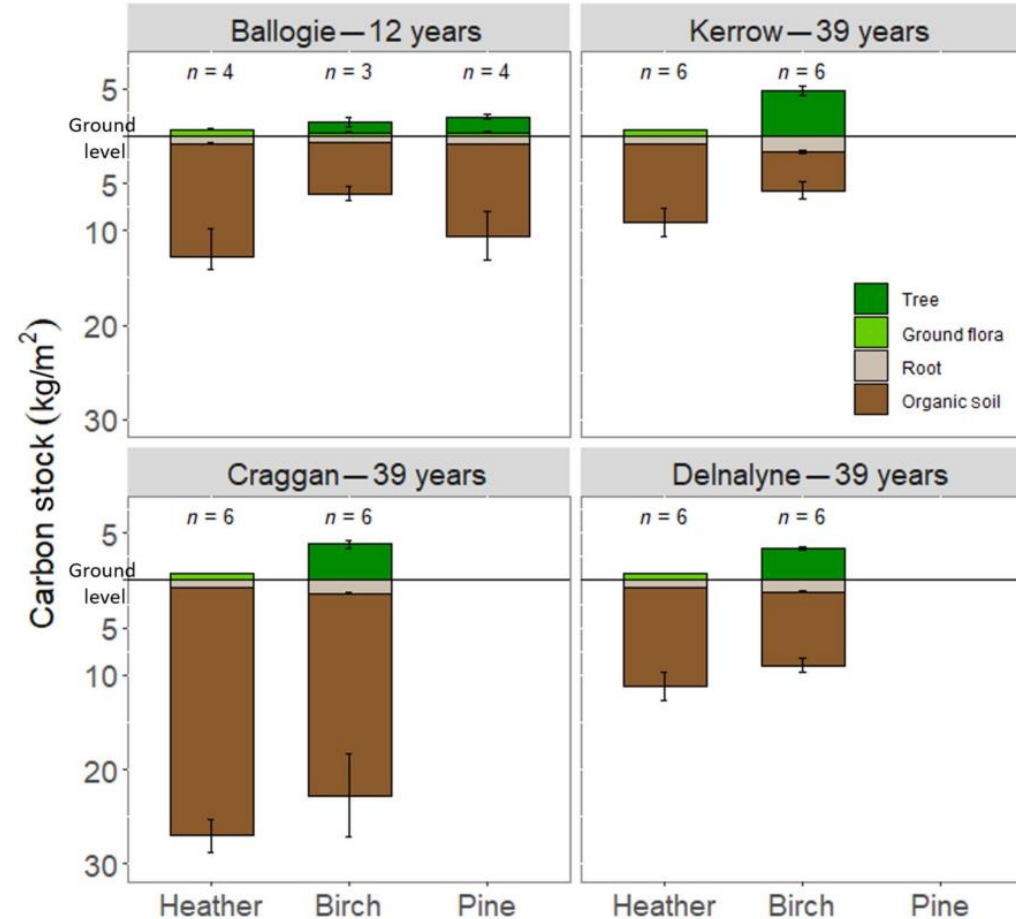 Ballogie—12 years
Kerrow—39 years
n = 4 n = 3 n = 4
n = 6 n = 6
5
Ground
level
5
10
20
30
Tree
Ground flora
Root
Organic soil
Carbon stock (kg/m²)
Craggan—39 years
Delnalyne—39 years
n = 6 n = 6
n = 6 n = 6
5
Ground
level
5
10
20
30
Heather Birch Pine
Heather Birch Pine